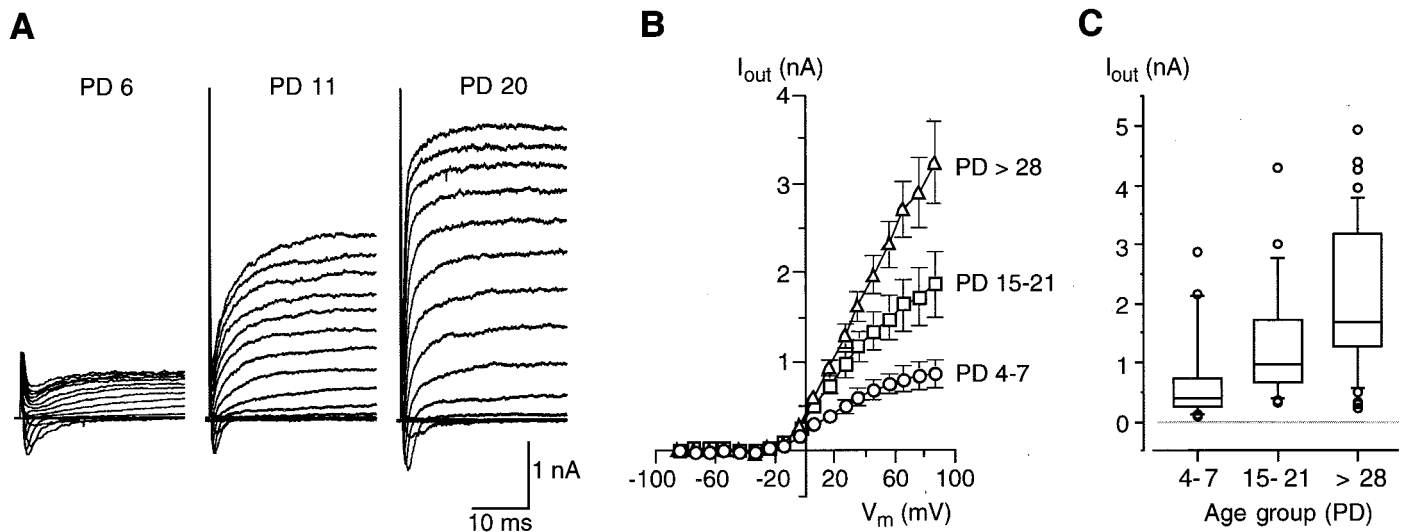 A
PD 6
PD 11
PD 20
1 nA
10 ms
B
I_out (nA)
4
3
2
1
PD > 28
PD 15-21
PD 4-7
-100 -60 -20 20 60 100
V_m (mV)
C
I_out (nA)
5
4
3
2
1
0
4-7 15-21 > 28
Age group (PD)